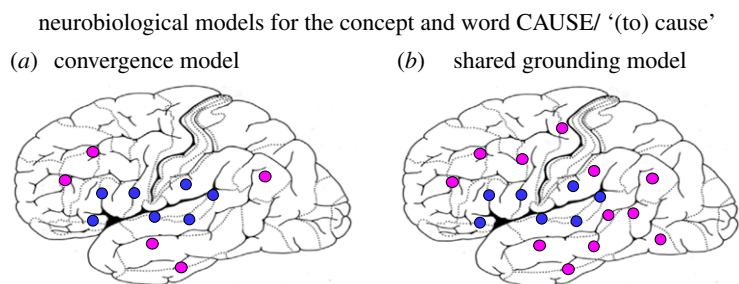 neurobiological models for the concept and word CAUSE/ ‘(to) cause’
(a) convergence model (b) shared grounding model